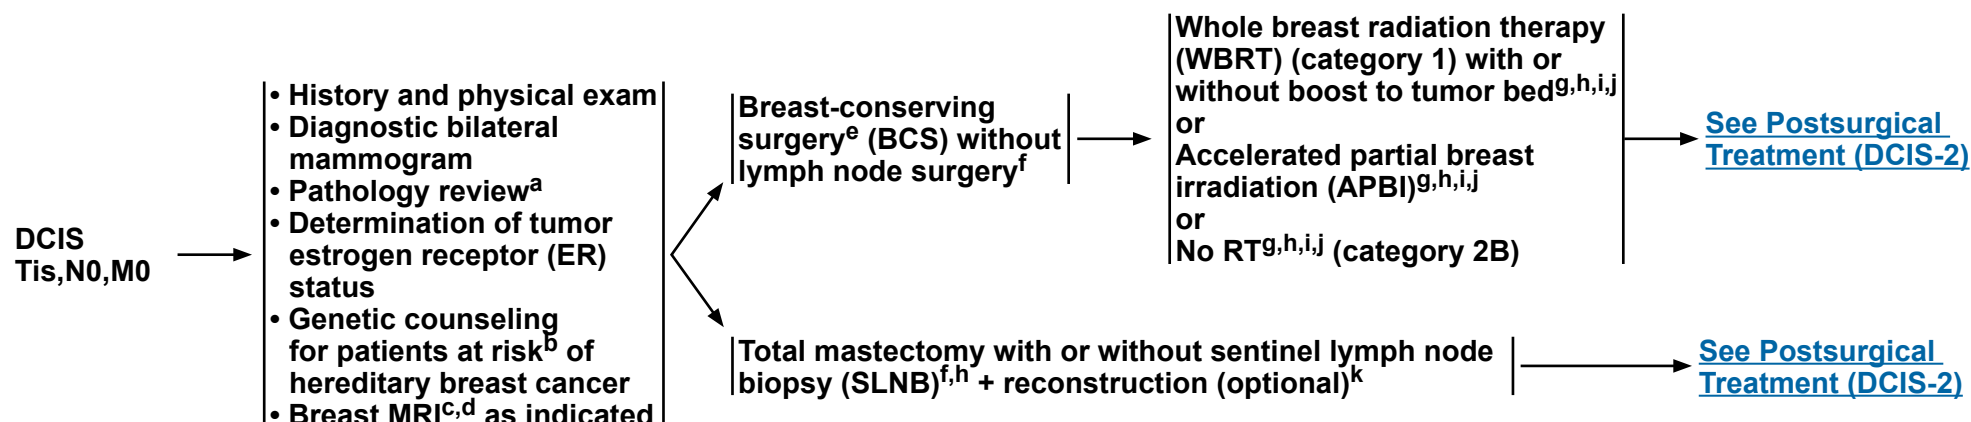 DCIS
Tis,N0,M0
• History and physical exam
• Diagnostic bilateral
mammogram
• Pathology reviewa
• Determination of tumor
estrogen receptor (ER)
status
• Genetic counseling
for patients at riskb of
hereditary breast cancer
• Breast MRIc,d as indicated
Breast-conserving
surgerye (BCS) without
lymph node surgeryf
Whole breast radiation therapy
(WBRT) (category 1) with or
without boost to tumor bedg,h,i,j
or
Accelerated partial breast
irradiation (APBI)g,h,i,j
or
No RTg,h,i,j (category 2B)
See Postsurgical
Treatment (DCIS-2)
Total mastectomy with or without sentinel lymph node
biopsy (SLNB)f,h + reconstruction (optional)k
See Postsurgical
Treatment (DCIS-2)